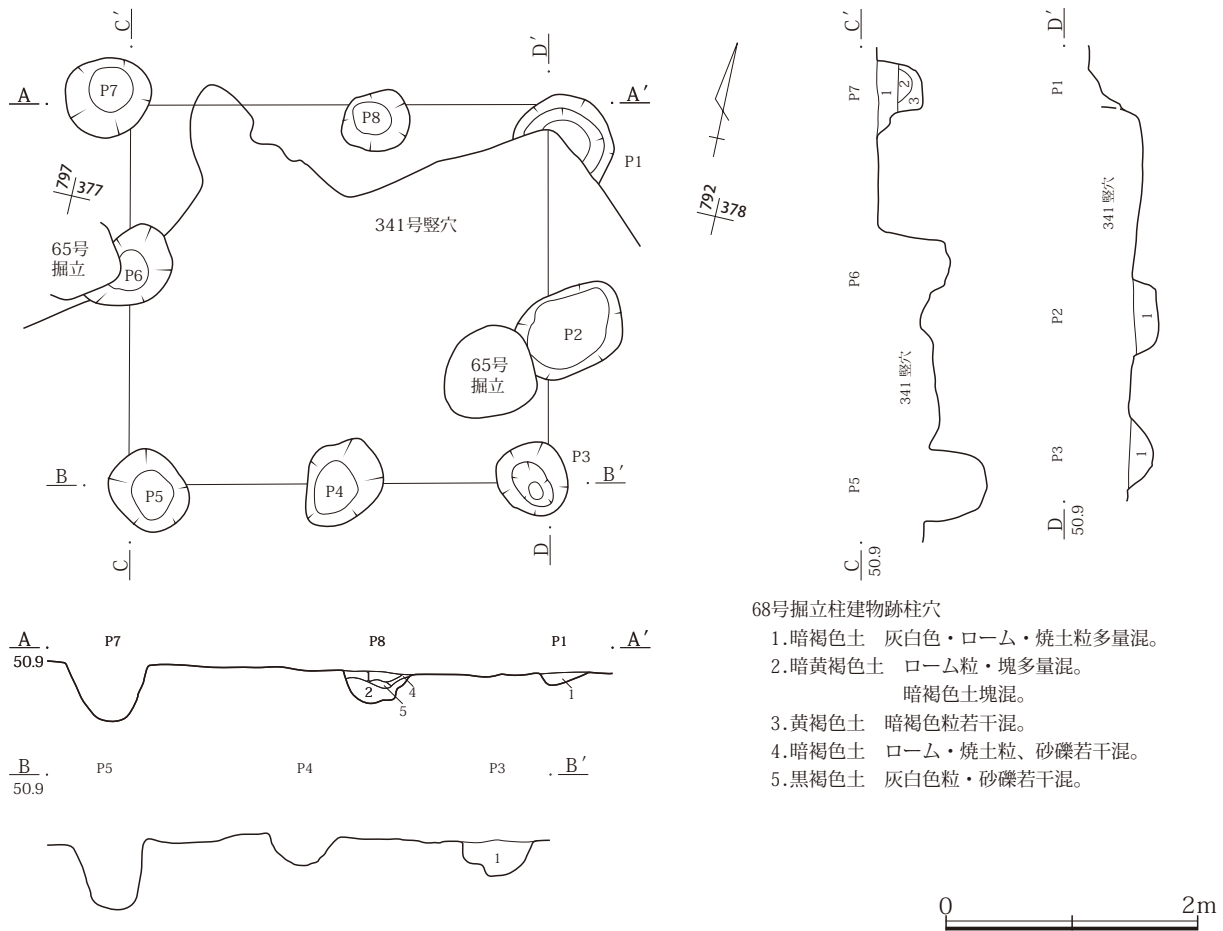 C′
D′
A
P7
P8
A′
P1
797
377
341号竪穴
65号
掘立
P6
P2
65号
掘立
B
P5
P4
P3
B′
C
D
792
378
C′
P7
1
2
3
P6
341 竪穴
P5
C
50.9
D′
P1
341 竪穴
P2
1
P3
1
D
50.9
A
50.9
P7
P8
P1
A′
2
4
5
1
B
50.9
P5
P4
P3
B′
1
68号掘立柱建物跡柱穴
1.暗褐色土　灰白色・ローム・焼土粒多量混。
2.暗黄褐色土　ローム粒・塊多量混。
暗褐色土塊混。
3.黄褐色土　暗褐色粒若干混。
4.暗褐色土　ローム・焼土粒、砂礫若干混。
5.黒褐色土　灰白色粒・砂礫若干混。
0
2m